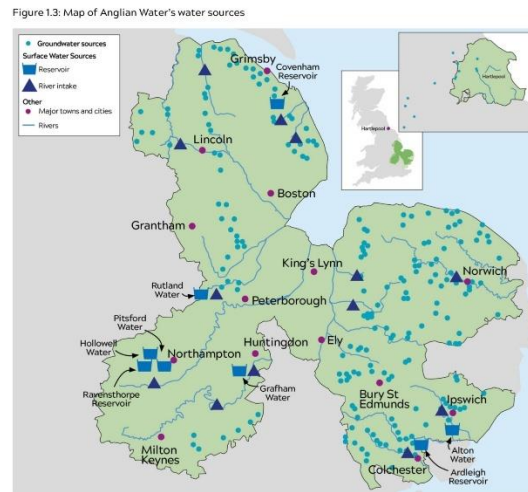 Figure 1.3: Map of Anglian Water's water sources
Groundwater sources
Surface Water Sources
Reservoir
River intake
Other
Major towns and cities
Rivers
Grimsby
Covenham
Reservoir
Hartlepool
Hartlepool
Lincoln
Boston
Grantham
King's Lynn
Norwich
Rutland
Water
Peterborough
Pitsford
Water
Hollowell
Water
Northampton
Huntingdon
Ely
Ravensthorpe
Reservoir
Grafham
Water
Bury St
Edmunds
Ipswich
Milton
Keynes
Alton
Water
Colchester
Ardleigh
Reservoir